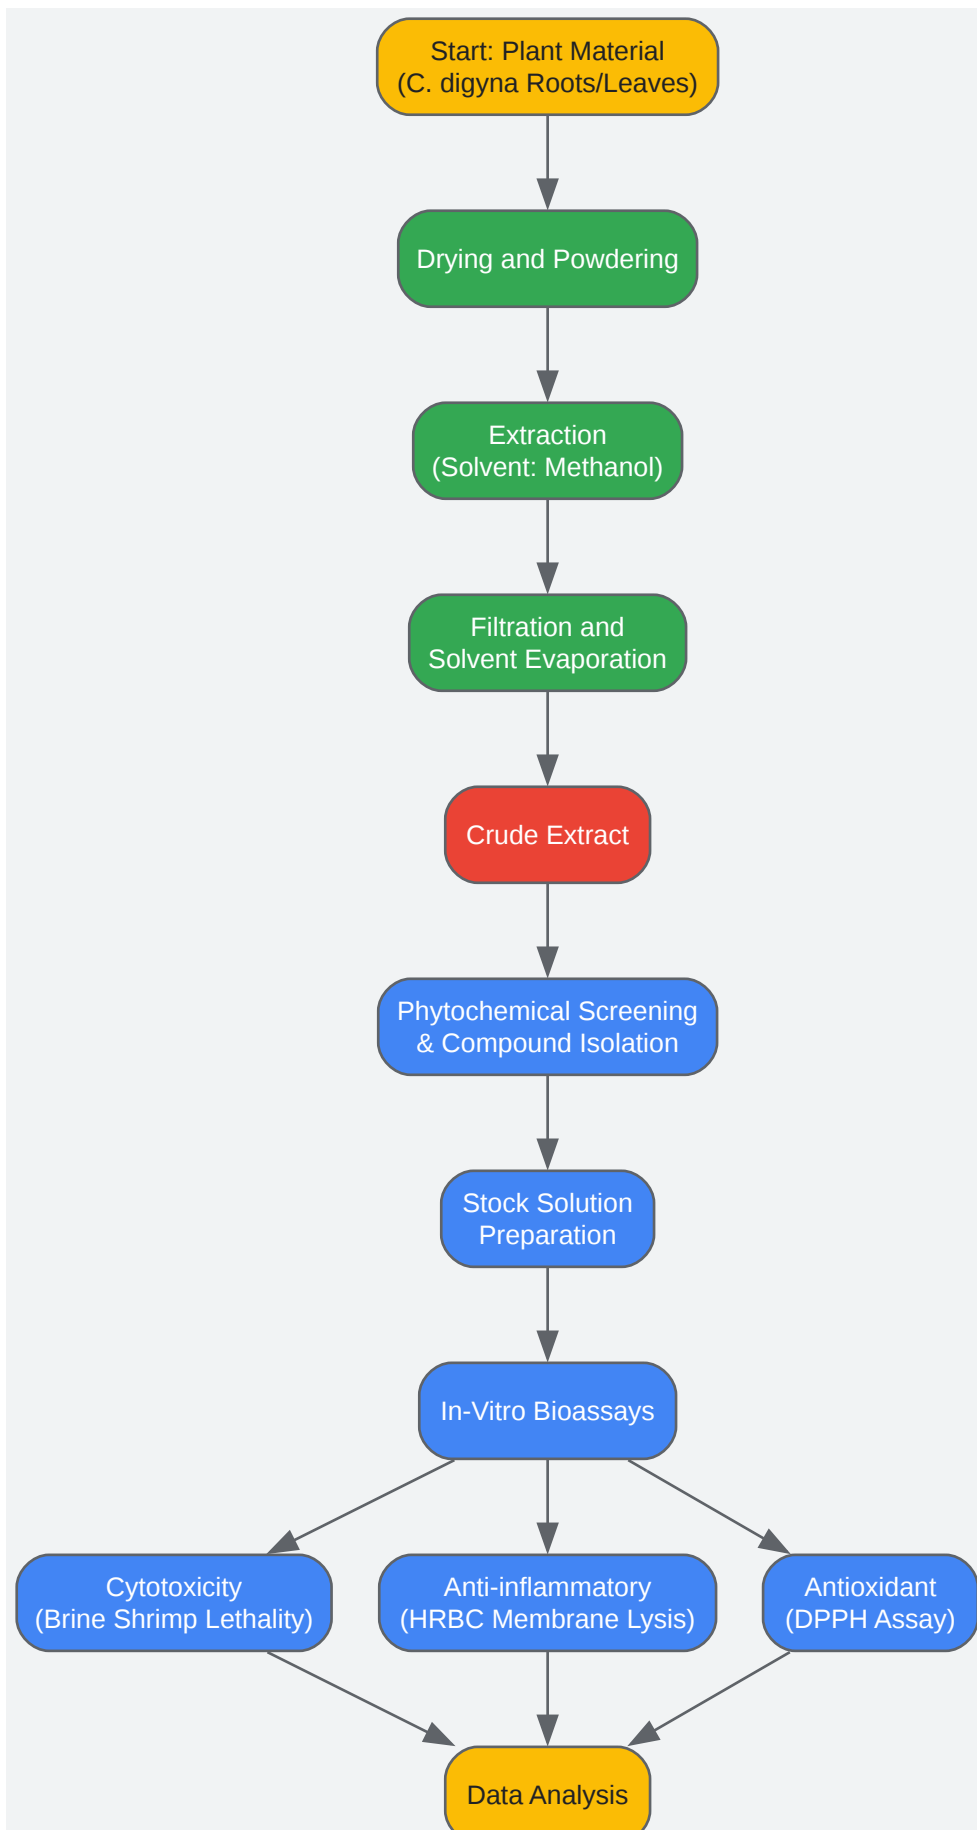 Start: Plant Material
(C. digyna Roots/Leaves)
Drying and Powdering
Extraction
(Solvent: Methanol)
Filtration and
Solvent Evaporation
Crude Extract
Phytochemical Screening
& Compound Isolation
Stock Solution
Preparation
In-Vitro Bioassays
Cytotoxicity
(Brine Shrimp Lethality)
Anti-inflammatory
(HRBC Membrane Lysis)
Antioxidant
(DPPH Assay)
Data Analysis